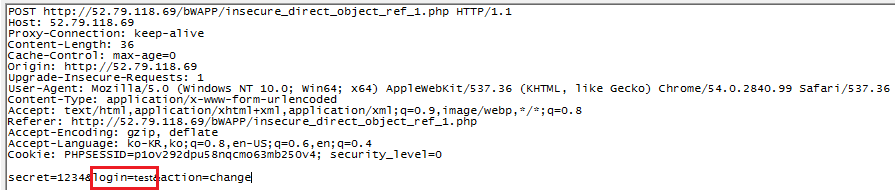 POST http://52.79.118.69/bWAPP/insecure_direct_object_ref_1.php HTTP/1.1
Host: 52.79.118.69
Proxy-Connection: keep-alive
Content-Length: 36
Cache-Control: max-age=0
Origin: http://52.79.118.69
Upgrade-Insecure-Requests: 1
User-Agent: Mozilla/5.0 (Windows NT 10.0; Win64; x64) AppleWebKit/537.36 (KHTML, like Gecko) Chrome/54.0.2840.99 Safari/537.36
Content-Type: application/x-www-form-urlencoded
Accept: text/html,application/xhtml+xml,application/xml;q=0.9,image/webp,*/*;q=0.8
Referer: http://52.79.118.69/bWAPP/insecure_direct_object_ref_1.php
Accept-Encoding: gzip, deflate
Accept-Language: ko-KR,ko;q=0.8,en-US;q=0.6,en;q=0.4
Cookie: PHPSESSID=p1ov292dpu58nqcmo63mb250v4; security_level=0
secret=1234&login=test&action=change